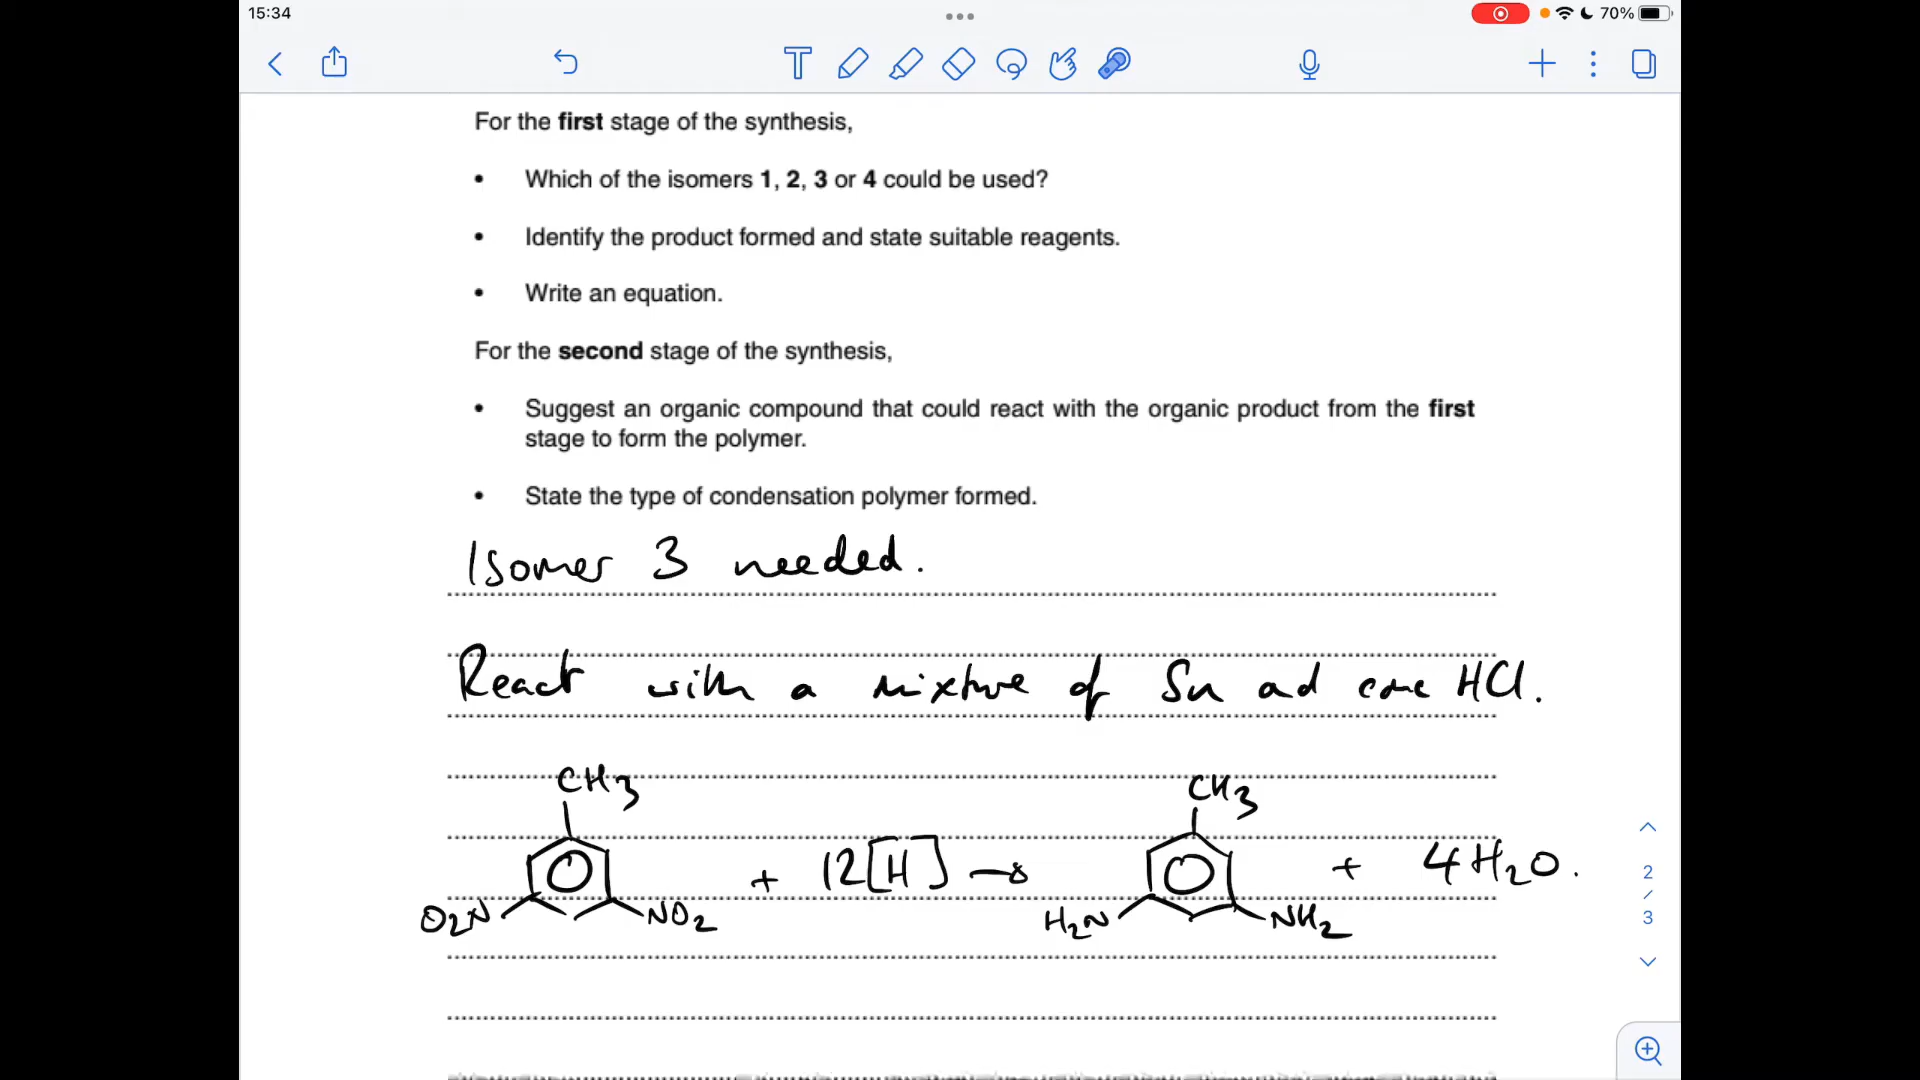 15:34
70%
For the first stage of the synthesis,
• Which of the isomers 1, 2, 3 or 4 could be used?
• Identify the product formed and state suitable reagents.
• Write an equation.
For the second stage of the synthesis,
• Suggest an organic compound that could react with the organic product from the first
stage to form the polymer.
• State the type of condensation polymer formed.
Isomer 3 needed.
React with a mixture of Sn ad conc HCl.
CH3 CH3
+ 12[H] → + 4H2O.
O2N NO2 H2N NH2
2
/
3